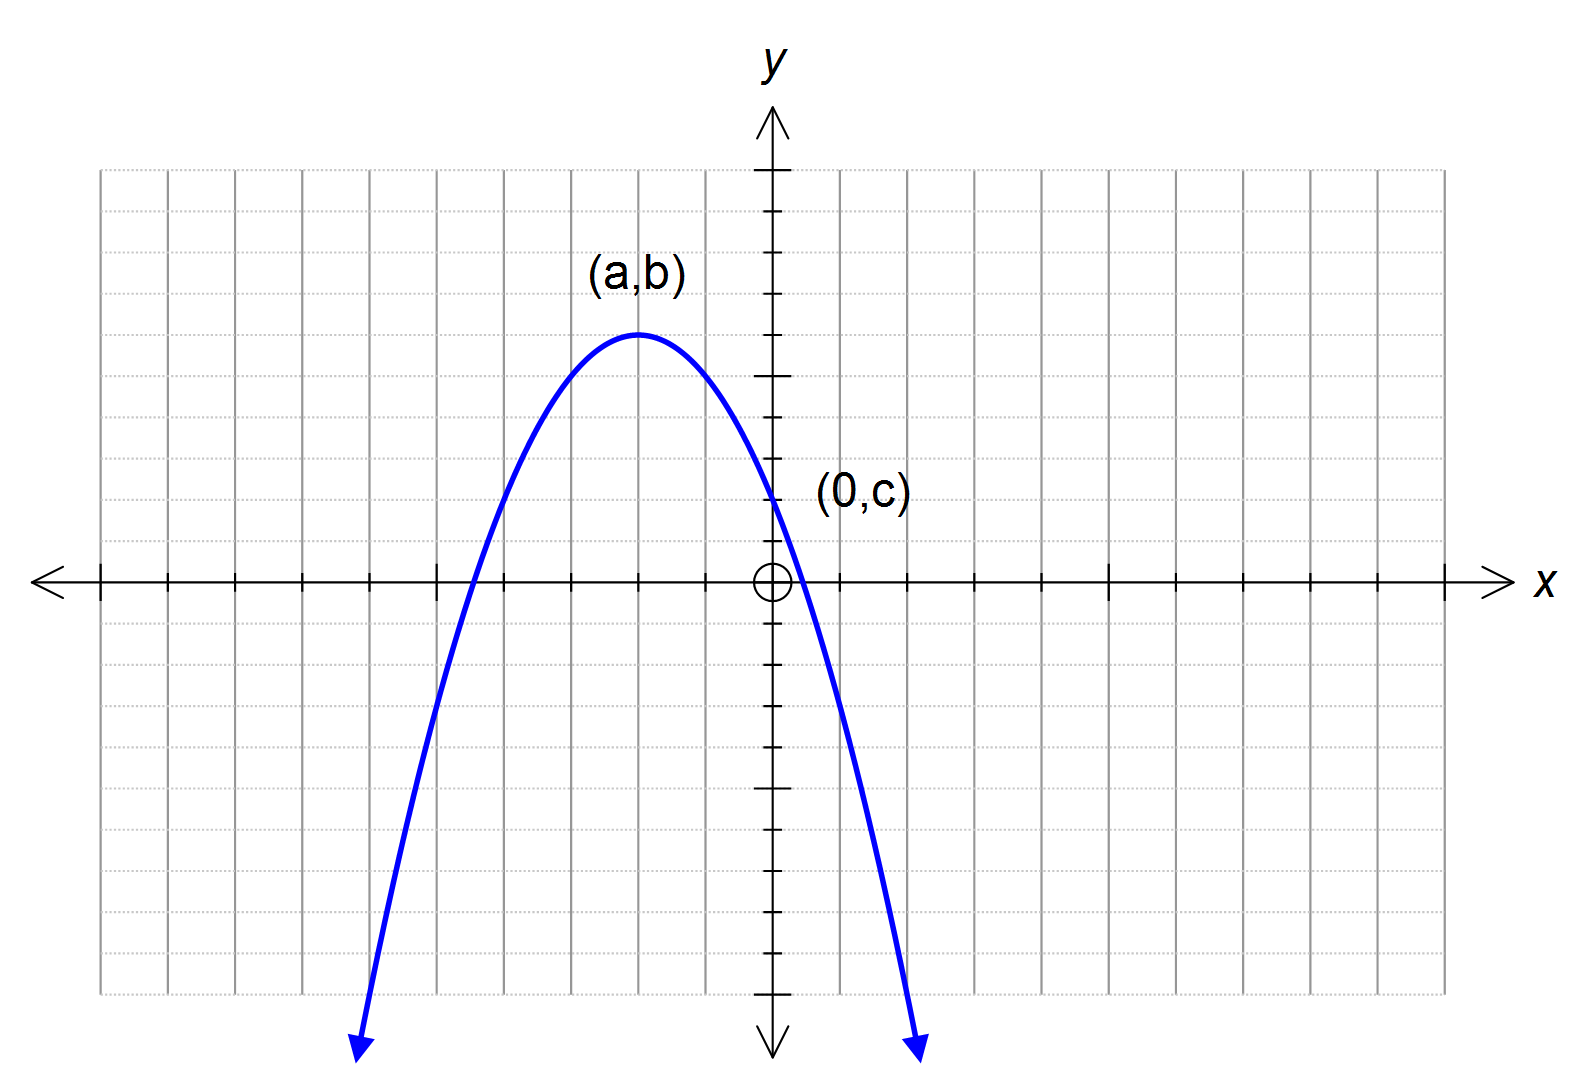 y
(a,b)
(0,c)
x